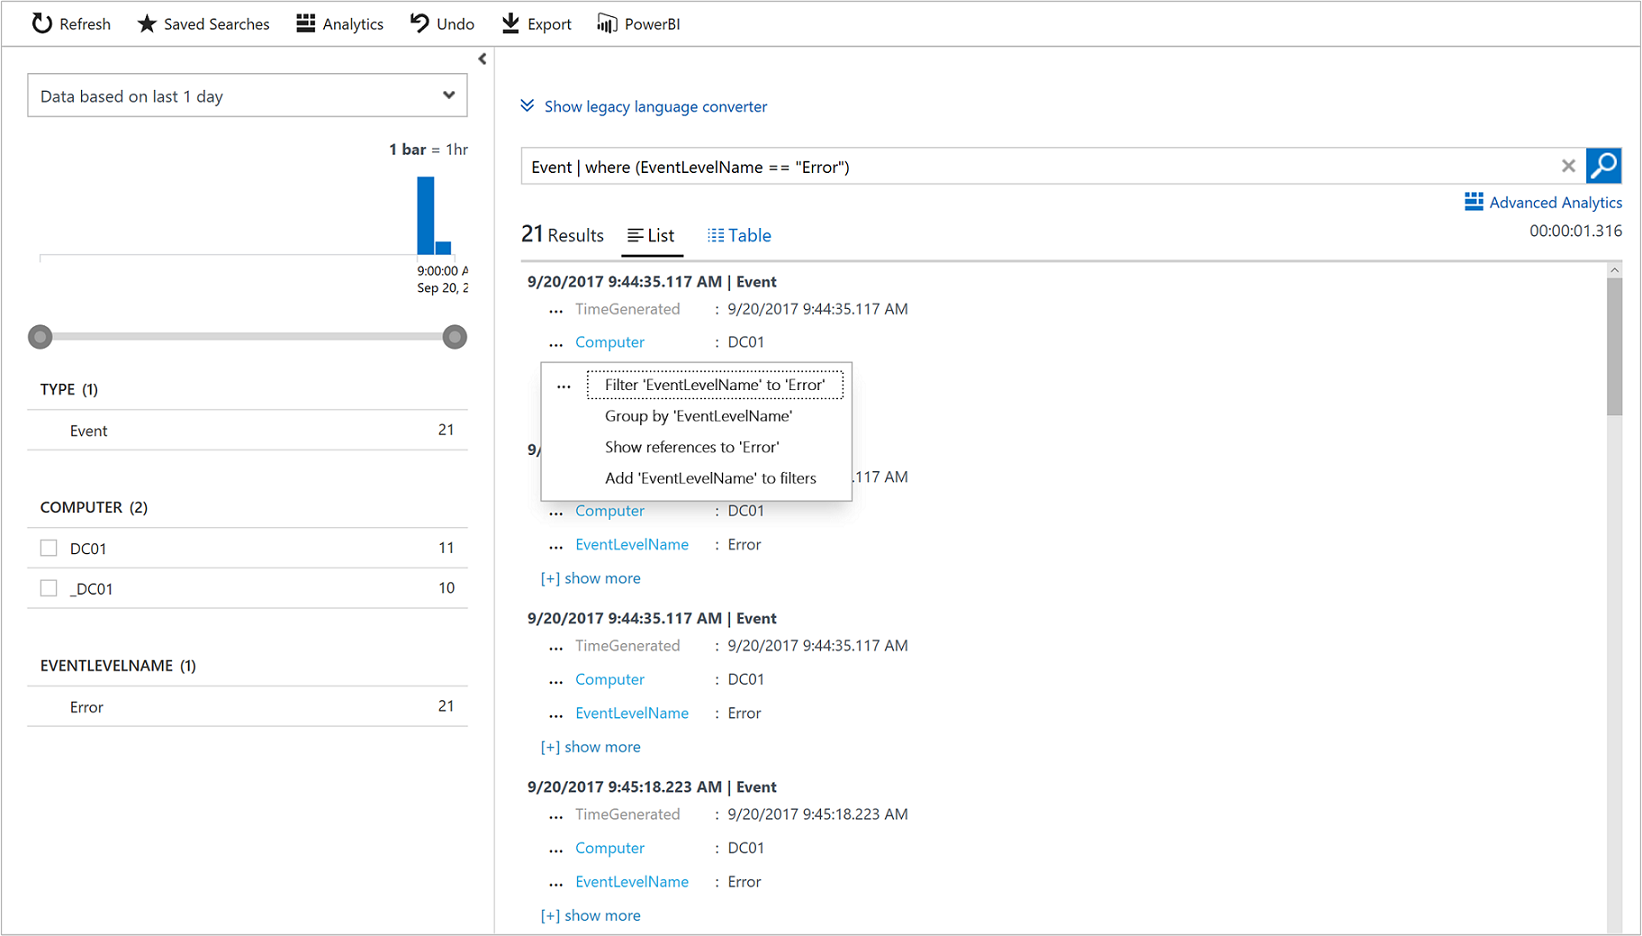 Refresh Saved Searches Analytics Undo Export PowerBI
Data based on last 1 day
1 bar = 1hr
9:00:00 A
Sep 20, 2
TYPE (1)
Event 21
COMPUTER (2)
DC01 11
_DC01 10
EVENTLEVELNAME (1)
Error 21
Show legacy language converter
Event | where (EventLevelName == "Error")
Advanced Analytics
21 Results List Table
00:00:01.316
9/20/2017 9:44:35.117 AM | Event
... TimeGenerated : 9/20/2017 9:44:35.117 AM
... Computer : DC01
... Filter 'EventLevelName' to 'Error'
Group by 'EventLevelName'
Show references to 'Error'
Add 'EventLevelName' to filters
9/
.117 AM
... Computer : DC01
... EventLevelName : Error
[+] show more
9/20/2017 9:44:35.117 AM | Event
... TimeGenerated : 9/20/2017 9:44:35.117 AM
... Computer : DC01
... EventLevelName : Error
[+] show more
9/20/2017 9:45:18.223 AM | Event
... TimeGenerated : 9/20/2017 9:45:18.223 AM
... Computer : DC01
... EventLevelName : Error
[+] show more